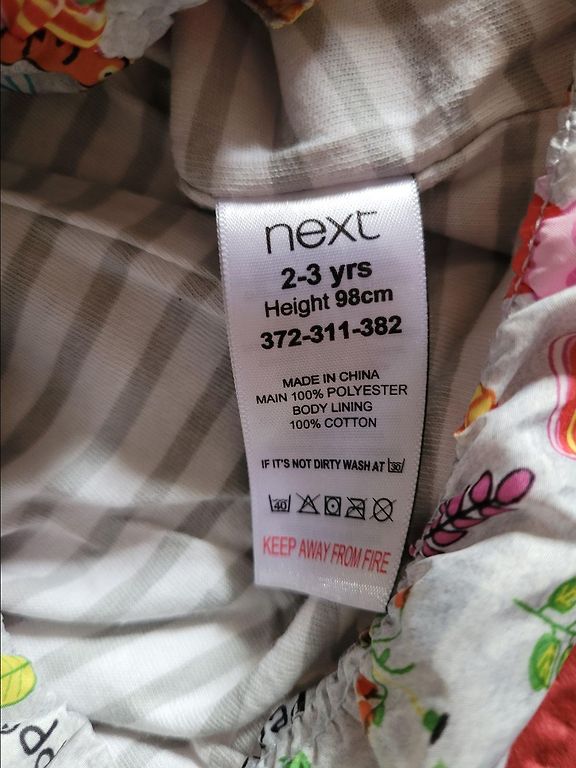 next
2-3 yrs
Height 98cm
372-311-382
MADE IN CHINA
MAIN 100% POLYESTER
BODY LINING
100% COTTON
IF IT'S NOT DIRTY WASH AT 30
40
KEEP AWAY FROM FIRE